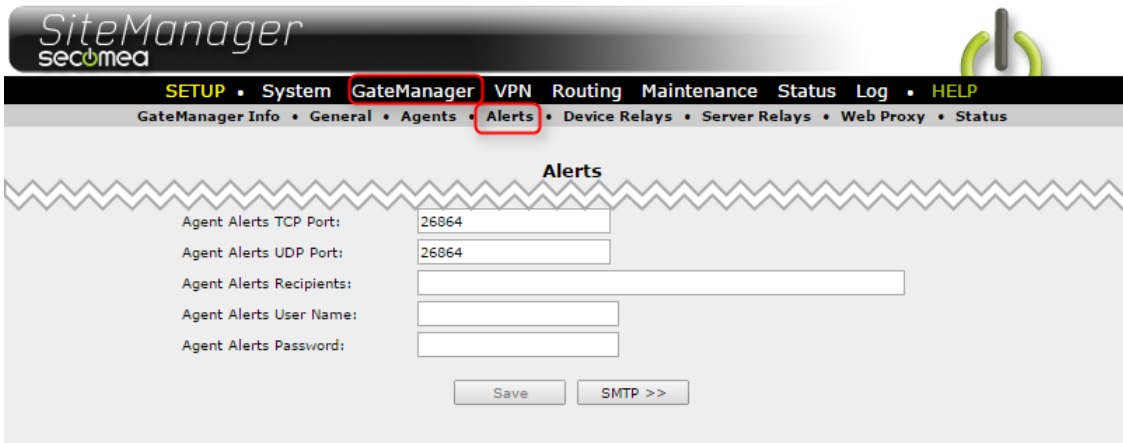 SiteManager
secomea
SETUP • System GateManager VPN Routing Maintenance Status Log • HELP
GateManager Info • General • Agents • Alerts • Device Relays • Server Relays • Web Proxy • Status
Alerts
Agent Alerts TCP Port: 26864
Agent Alerts UDP Port: 26864
Agent Alerts Recipients:
Agent Alerts User Name:
Agent Alerts Password:
Save SMTP >>